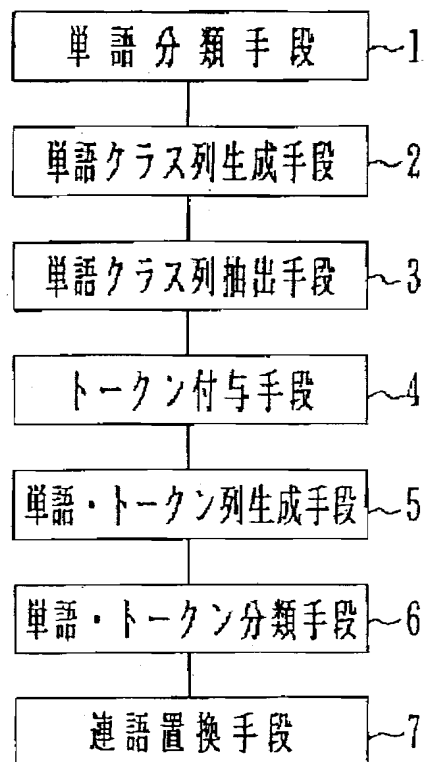 単語分類手段 1
単語クラス列生成手段 2
単語クラス列抽出手段 3
トークン付与手段 4
単語・トークン列生成手段 5
単語・トークン分類手段 6
連語置換手段 7